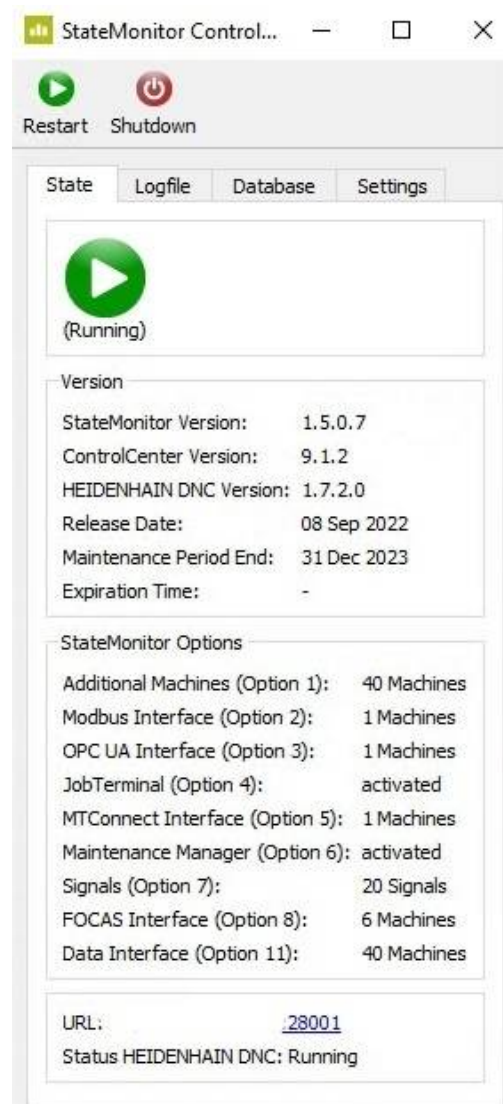 StateMonitor Control...
Restart Shutdown
State Logfile Database Settings
(Running)
Version
StateMonitor Version: 1.5.0.7
ControlCenter Version: 9.1.2
HEIDENHAIN DNC Version: 1.7.2.0
Release Date: 08 Sep 2022
Maintenance Period End: 31 Dec 2023
Expiration Time: -
StateMonitor Options
Additional Machines (Option 1): 40 Machines
Modbus Interface (Option 2): 1 Machines
OPC UA Interface (Option 3): 1 Machines
JobTerminal (Option 4): activated
MTConnect Interface (Option 5): 1 Machines
Maintenance Manager (Option 6): activated
Signals (Option 7): 20 Signals
FOCAS Interface (Option 8): 6 Machines
Data Interface (Option 11): 40 Machines
URL: :28001
Status HEIDENHAIN DNC: Running